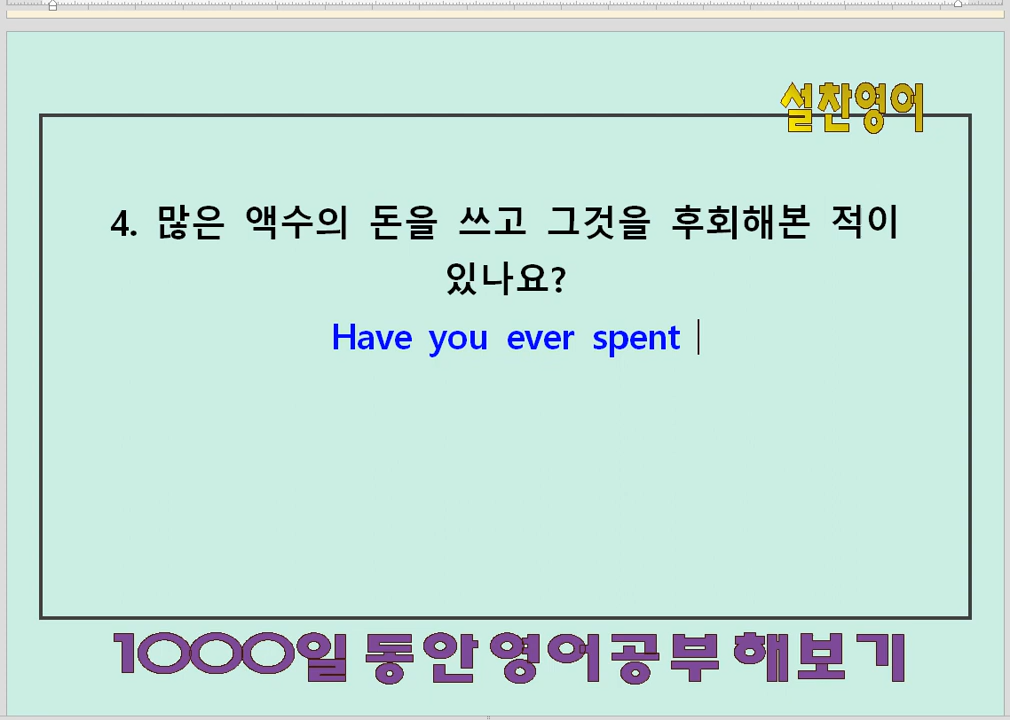 설찬영어
4. 많은 액수의 돈을 쓰고 그것을 후회해본 적이
있나요?
Have you ever spent
1000일 동안 영어공부 해보기